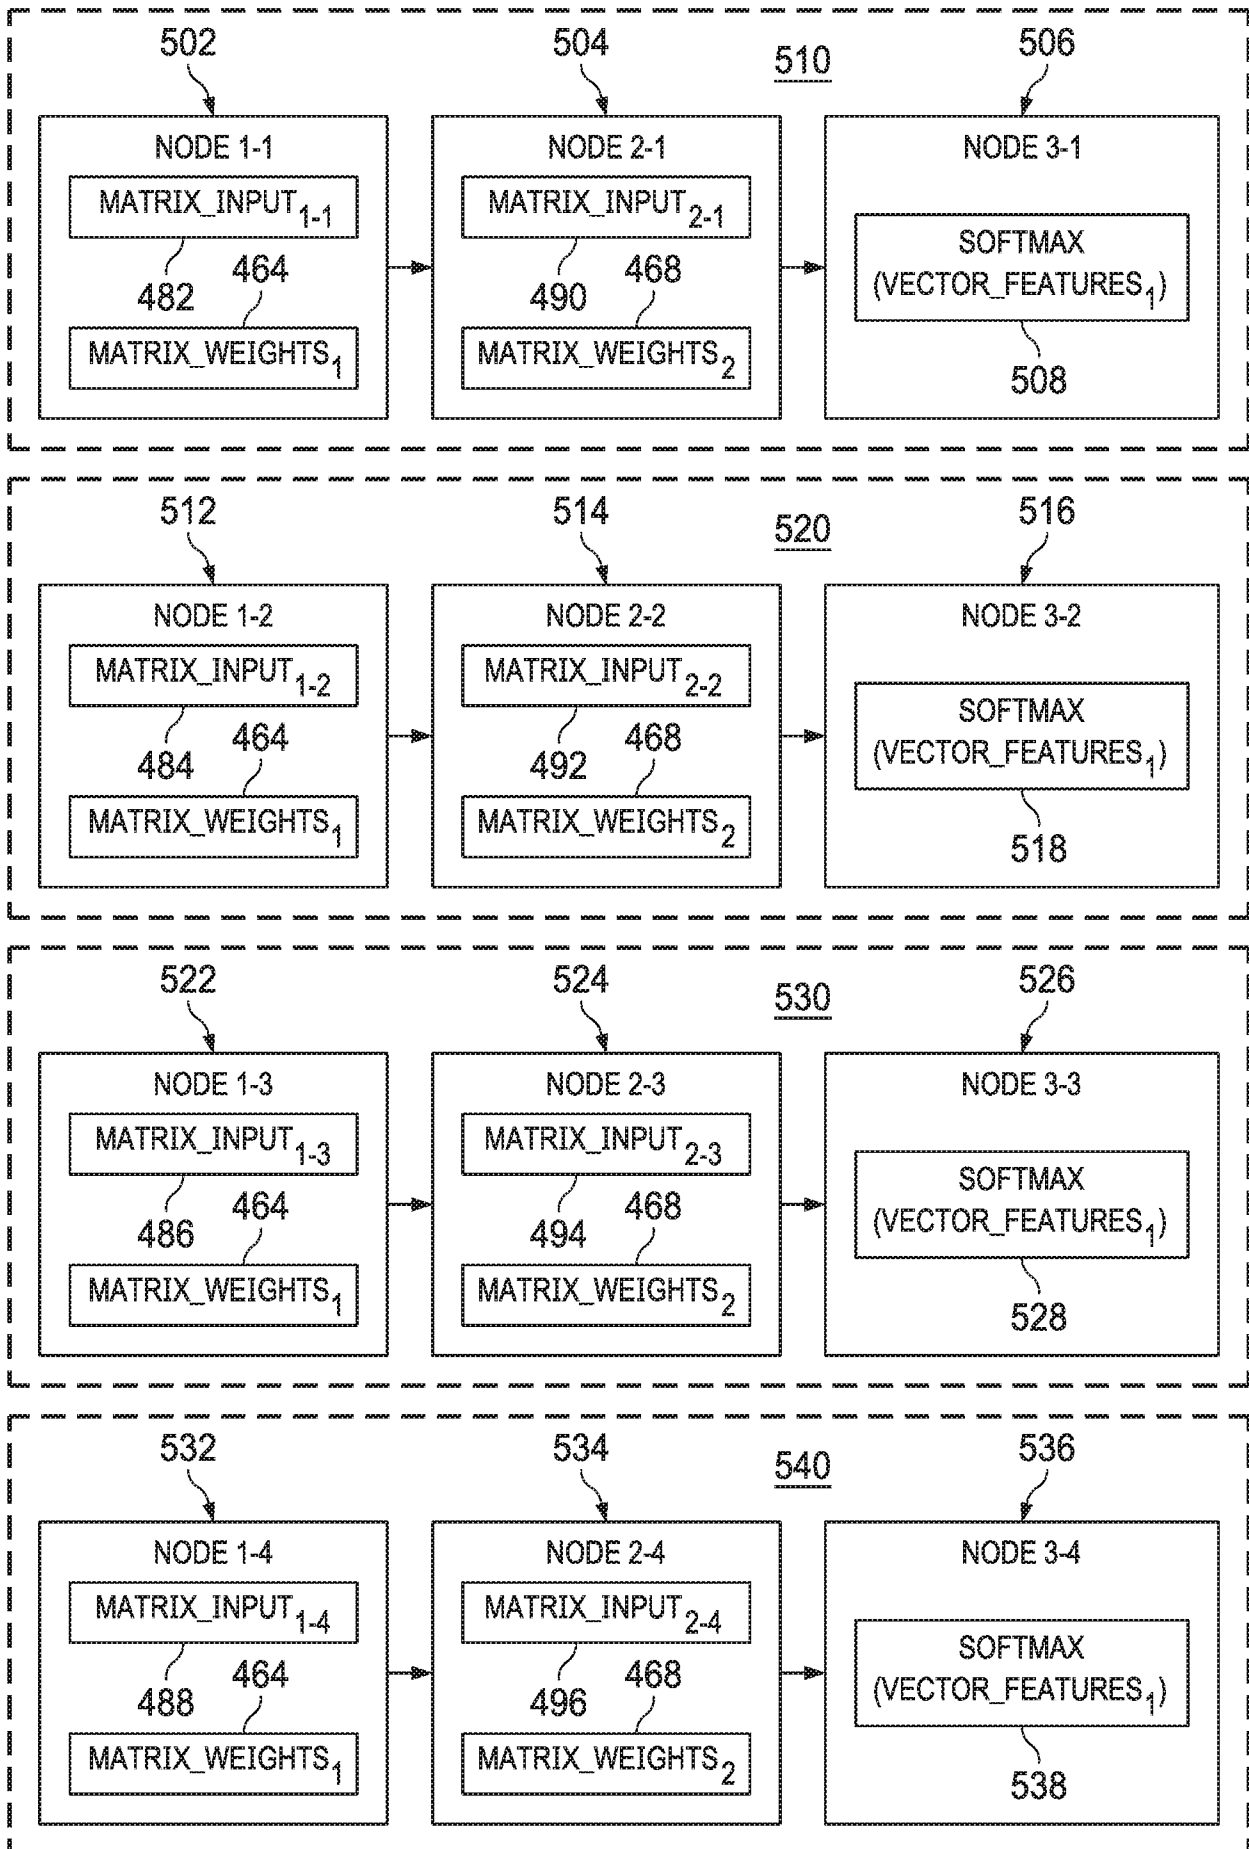 502 504 510 506
NODE 1-1 NODE 2-1 NODE 3-1
MATRIX_INPUT1-1 MATRIX_INPUT2-1 SOFTMAX
482 464 490 468 (VECTOR_FEATURES1)
MATRIX_WEIGHTS1 MATRIX_WEIGHTS2 508
512 514 520 516
NODE 1-2 NODE 2-2 NODE 3-2
MATRIX_INPUT1-2 MATRIX_INPUT2-2 SOFTMAX
484 464 492 468 (VECTOR_FEATURES1)
MATRIX_WEIGHTS1 MATRIX_WEIGHTS2 518
522 524 530 526
NODE 1-3 NODE 2-3 NODE 3-3
MATRIX_INPUT1-3 MATRIX_INPUT2-3 SOFTMAX
486 464 494 468 (VECTOR_FEATURES1)
MATRIX_WEIGHTS1 MATRIX_WEIGHTS2 528
532 534 540 536
NODE 1-4 NODE 2-4 NODE 3-4
MATRIX_INPUT1-4 MATRIX_INPUT2-4 SOFTMAX
488 464 496 468 (VECTOR_FEATURES1)
MATRIX_WEIGHTS1 MATRIX_WEIGHTS2 538